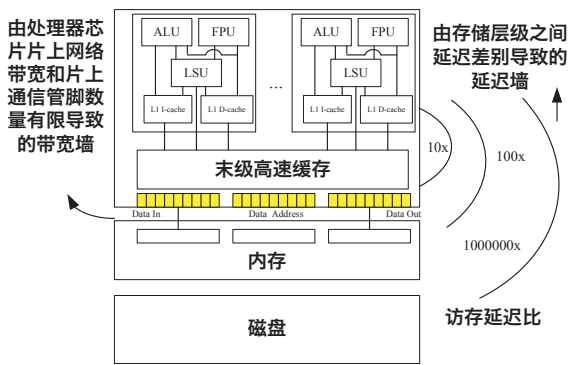 由处理器芯
片片上网络
带宽和片上
通信管脚数
量有限导致
的带宽墙
ALU FPU
LSU
L1 I-cache L1 D-cache
...
ALU FPU
LSU
L1 I-cache L1 D-cache
由存储层级之间
延迟差别导致的
延迟墙
末级高速缓存
10x
100x
Data In Data Address Data Out
1000000x
内存
访存延迟比
磁盘